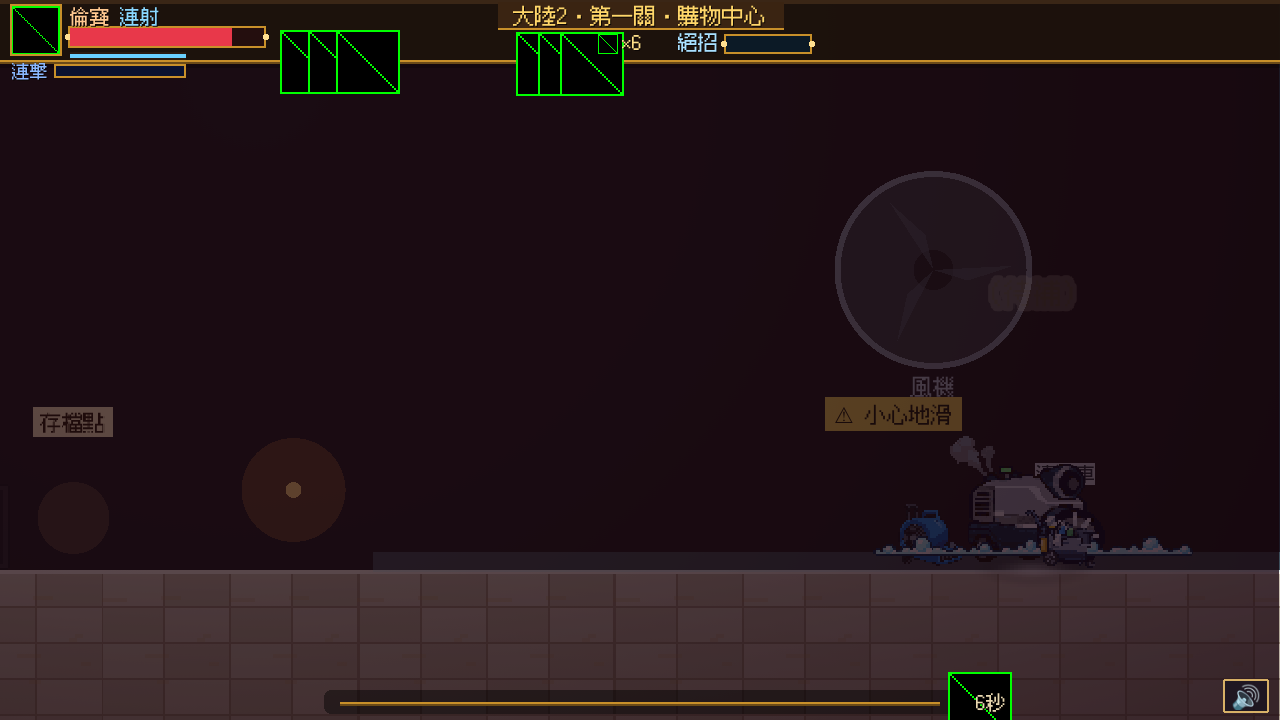 倫寶 連射
大陸2・第一關・購物中心
×6
絕招
連擊
風機
⚠ 小心地滑
存檔點
6秒